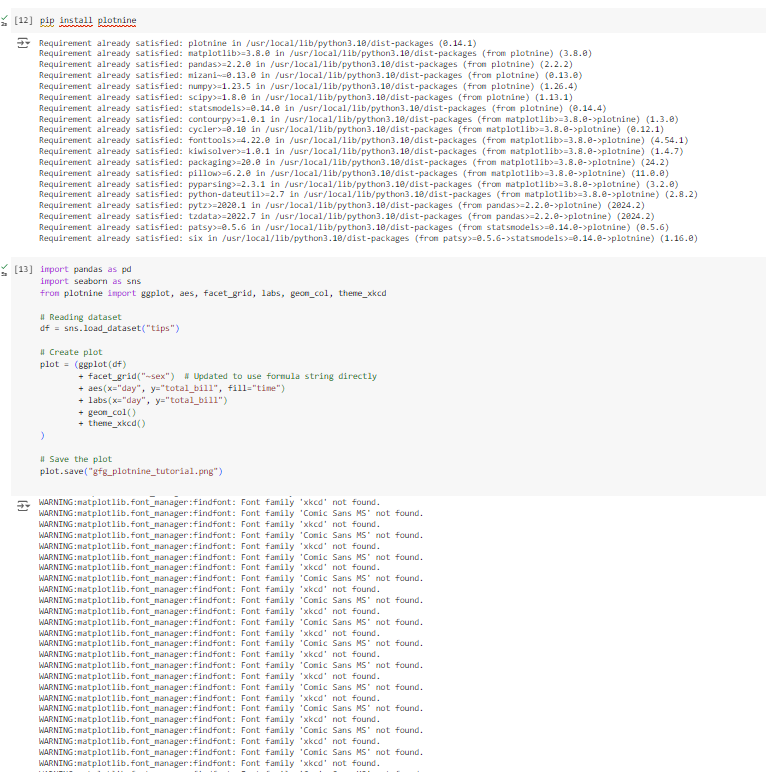 [12] pip install plotnine
2s
Requirement already satisfied: plotnine in /usr/local/lib/python3.10/dist-packages (0.14.1)
Requirement already satisfied: matplotlib>=3.8.0 in /usr/local/lib/python3.10/dist-packages (from plotnine) (3.8.0)
Requirement already satisfied: pandas>=2.2.0 in /usr/local/lib/python3.10/dist-packages (from plotnine) (2.2.2)
Requirement already satisfied: mizani~=0.13.0 in /usr/local/lib/python3.10/dist-packages (from plotnine) (0.13.0)
Requirement already satisfied: numpy>=1.23.5 in /usr/local/lib/python3.10/dist-packages (from plotnine) (1.26.4)
Requirement already satisfied: scipy>=1.8.0 in /usr/local/lib/python3.10/dist-packages (from plotnine) (1.13.1)
Requirement already satisfied: statsmodels>=0.14.0 in /usr/local/lib/python3.10/dist-packages (from plotnine) (0.14.4)
Requirement already satisfied: contourpy>=1.0.1 in /usr/local/lib/python3.10/dist-packages (from matplotlib>=3.8.0->plotnine) (1.3.0)
Requirement already satisfied: cycler>=0.10 in /usr/local/lib/python3.10/dist-packages (from matplotlib>=3.8.0->plotnine) (0.12.1)
Requirement already satisfied: fonttools>=4.22.0 in /usr/local/lib/python3.10/dist-packages (from matplotlib>=3.8.0->plotnine) (4.54.1)
Requirement already satisfied: kiwisolver>=1.0.1 in /usr/local/lib/python3.10/dist-packages (from matplotlib>=3.8.0->plotnine) (1.4.7)
Requirement already satisfied: packaging>=20.0 in /usr/local/lib/python3.10/dist-packages (from matplotlib>=3.8.0->plotnine) (24.2)
Requirement already satisfied: pillow>=6.2.0 in /usr/local/lib/python3.10/dist-packages (from matplotlib>=3.8.0->plotnine) (11.0.0)
Requirement already satisfied: pyparsing>=2.3.1 in /usr/local/lib/python3.10/dist-packages (from matplotlib>=3.8.0->plotnine) (3.2.0)
Requirement already satisfied: python-dateutil>=2.7 in /usr/local/lib/python3.10/dist-packages (from matplotlib>=3.8.0->plotnine) (2.8.2)
Requirement already satisfied: pytz>=2020.1 in /usr/local/lib/python3.10/dist-packages (from pandas>=2.2.0->plotnine) (2024.2)
Requirement already satisfied: tzdata>=2022.7 in /usr/local/lib/python3.10/dist-packages (from pandas>=2.2.0->plotnine) (2024.2)
Requirement already satisfied: patsy>=0.5.6 in /usr/local/lib/python3.10/dist-packages (from statsmodels>=0.14.0->plotnine) (0.5.6)
Requirement already satisfied: six in /usr/local/lib/python3.10/dist-packages (from patsy>=0.5.6->statsmodels>=0.14.0->plotnine) (1.16.0)
[13] import pandas as pd
import seaborn as sns
from plotnine import ggplot, aes, facet_grid, labs, geom_col, theme_xkcd
# Reading dataset
df = sns.load_dataset("tips")
# Create plot
plot = (ggplot(df)
+ facet_grid("~sex")  # Updated to use formula string directly
+ aes(x="day", y="total_bill", fill="time")
+ labs(x="day", y="total_bill")
+ geom_col()
+ theme_xkcd()
)
# Save the plot
plot.save("gfg_plotnine_tutorial.png")
WARNING:matplotlib.font_manager:findfont: Font family 'xkcd' not found.
WARNING:matplotlib.font_manager:findfont: Font family 'Comic Sans MS' not found.
WARNING:matplotlib.font_manager:findfont: Font family 'xkcd' not found.
WARNING:matplotlib.font_manager:findfont: Font family 'Comic Sans MS' not found.
WARNING:matplotlib.font_manager:findfont: Font family 'xkcd' not found.
WARNING:matplotlib.font_manager:findfont: Font family 'Comic Sans MS' not found.
WARNING:matplotlib.font_manager:findfont: Font family 'xkcd' not found.
WARNING:matplotlib.font_manager:findfont: Font family 'Comic Sans MS' not found.
WARNING:matplotlib.font_manager:findfont: Font family 'xkcd' not found.
WARNING:matplotlib.font_manager:findfont: Font family 'Comic Sans MS' not found.
WARNING:matplotlib.font_manager:findfont: Font family 'xkcd' not found.
WARNING:matplotlib.font_manager:findfont: Font family 'Comic Sans MS' not found.
WARNING:matplotlib.font_manager:findfont: Font family 'xkcd' not found.
WARNING:matplotlib.font_manager:findfont: Font family 'Comic Sans MS' not found.
WARNING:matplotlib.font_manager:findfont: Font family 'xkcd' not found.
WARNING:matplotlib.font_manager:findfont: Font family 'Comic Sans MS' not found.
WARNING:matplotlib.font_manager:findfont: Font family 'xkcd' not found.
WARNING:matplotlib.font_manager:findfont: Font family 'Comic Sans MS' not found.
WARNING:matplotlib.font_manager:findfont: Font family 'xkcd' not found.
WARNING:matplotlib.font_manager:findfont: Font family 'Comic Sans MS' not found.
WARNING:matplotlib.font_manager:findfont: Font family 'xkcd' not found.
WARNING:matplotlib.font_manager:findfont: Font family 'Comic Sans MS' not found.
WARNING:matplotlib.font_manager:findfont: Font family 'xkcd' not found.
WARNING:matplotlib.font_manager:findfont: Font family 'Comic Sans MS' not found.
WARNING:matplotlib.font_manager:findfont: Font family 'xkcd' not found.